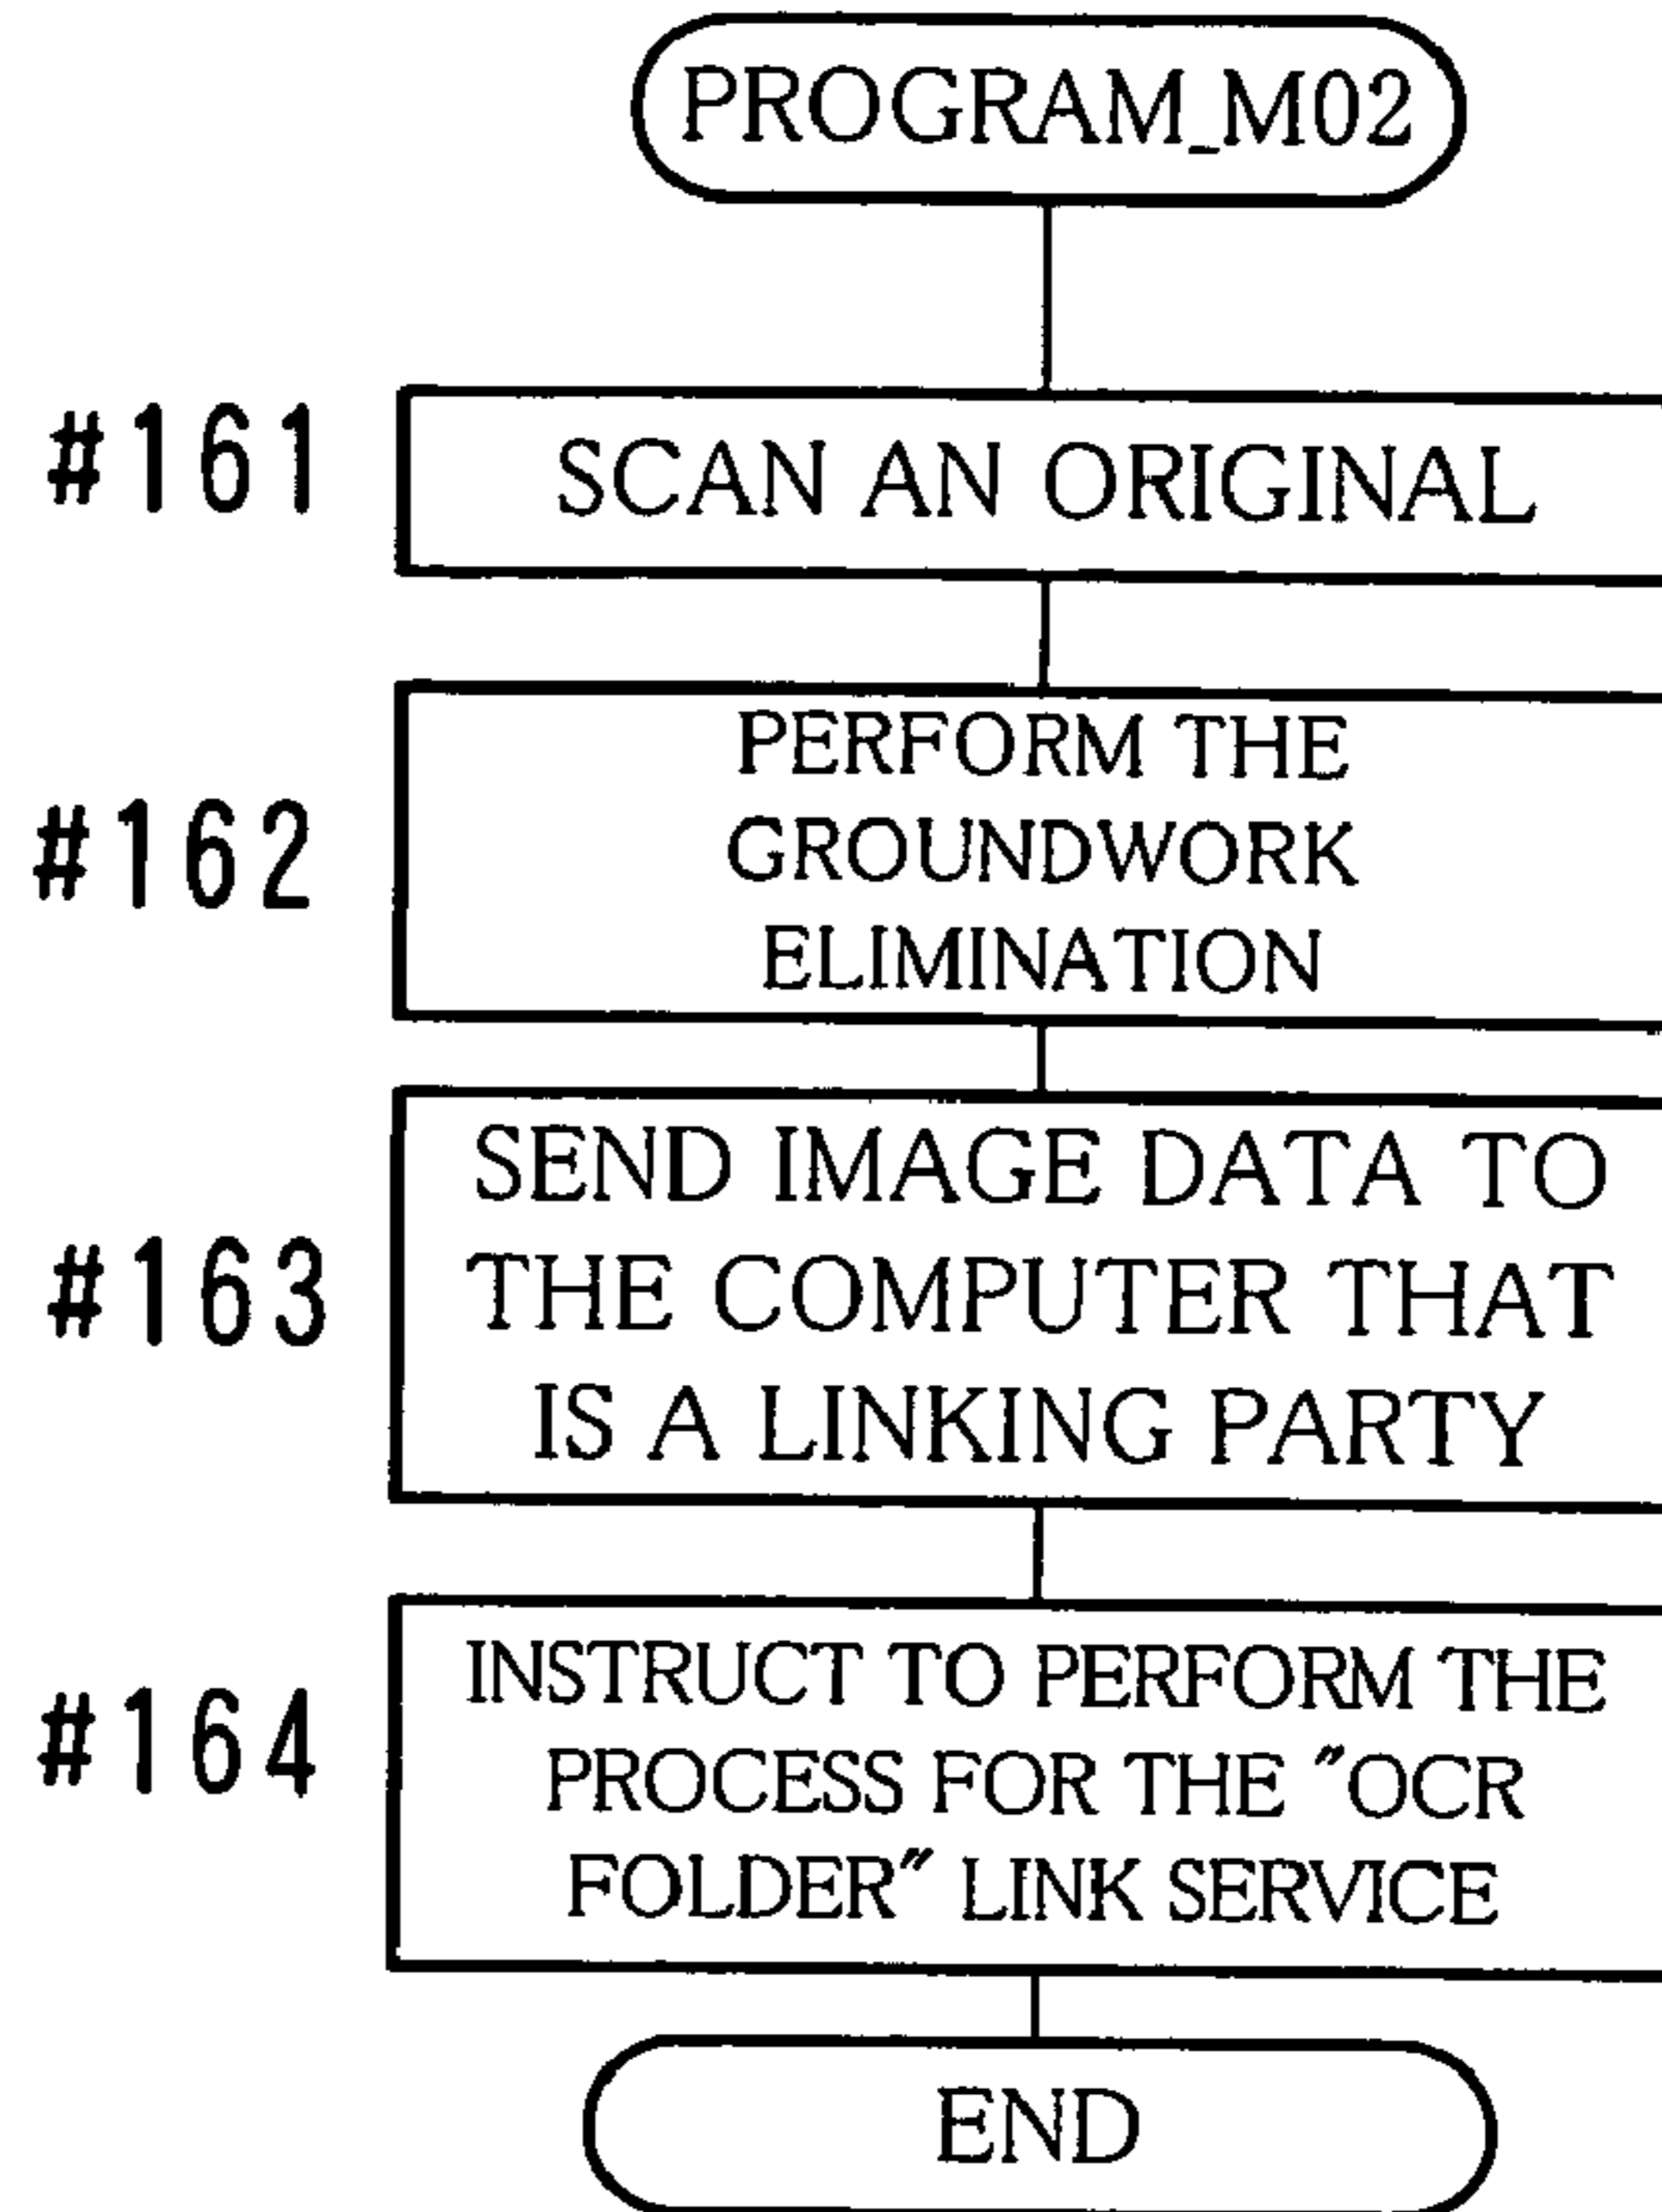 PROGRAM_M02
#161
SCAN AN ORIGINAL
#162
PERFORM THE
GROUNDWORK
ELIMINATION
#163
SEND IMAGE DATA TO
THE COMPUTER THAT
IS A LINKING PARTY
#164
INSTRUCT TO PERFORM THE
PROCESS FOR THE "OCR
FOLDER" LINK SERVICE
END